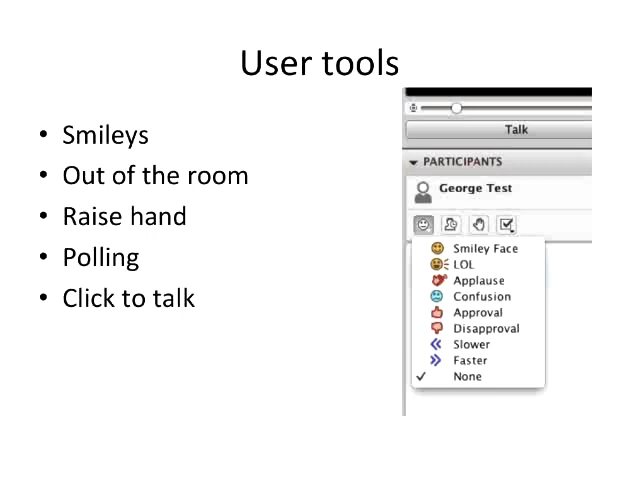 User tools
• Smileys
• Out of the room
• Raise hand
• Polling
• Click to talk
Talk
PARTICIPANTS
George Test
Smiley Face
LOL
Applause
Confusion
Approval
Disapproval
Slower
Faster
None